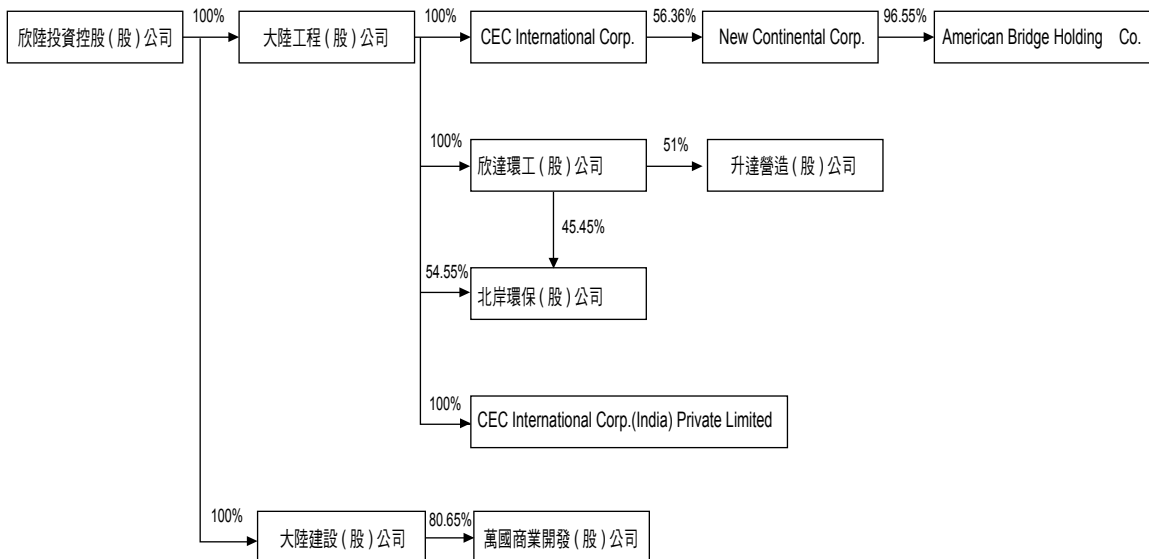 100%
100%
56.36%
96.55%
欣陸投資控股(股)公司
大陸工程(股)公司
CEC International Corp.
New Continental Corp.
American Bridge Holding Co.
100%
51%
欣達環工(股)公司
升達營造(股)公司
45.45%
54.55%
北岸環保(股)公司
100%
CEC International Corp.(India) Private Limited
100%
80.65%
大陸建設(股)公司
萬國商業開發(股)公司